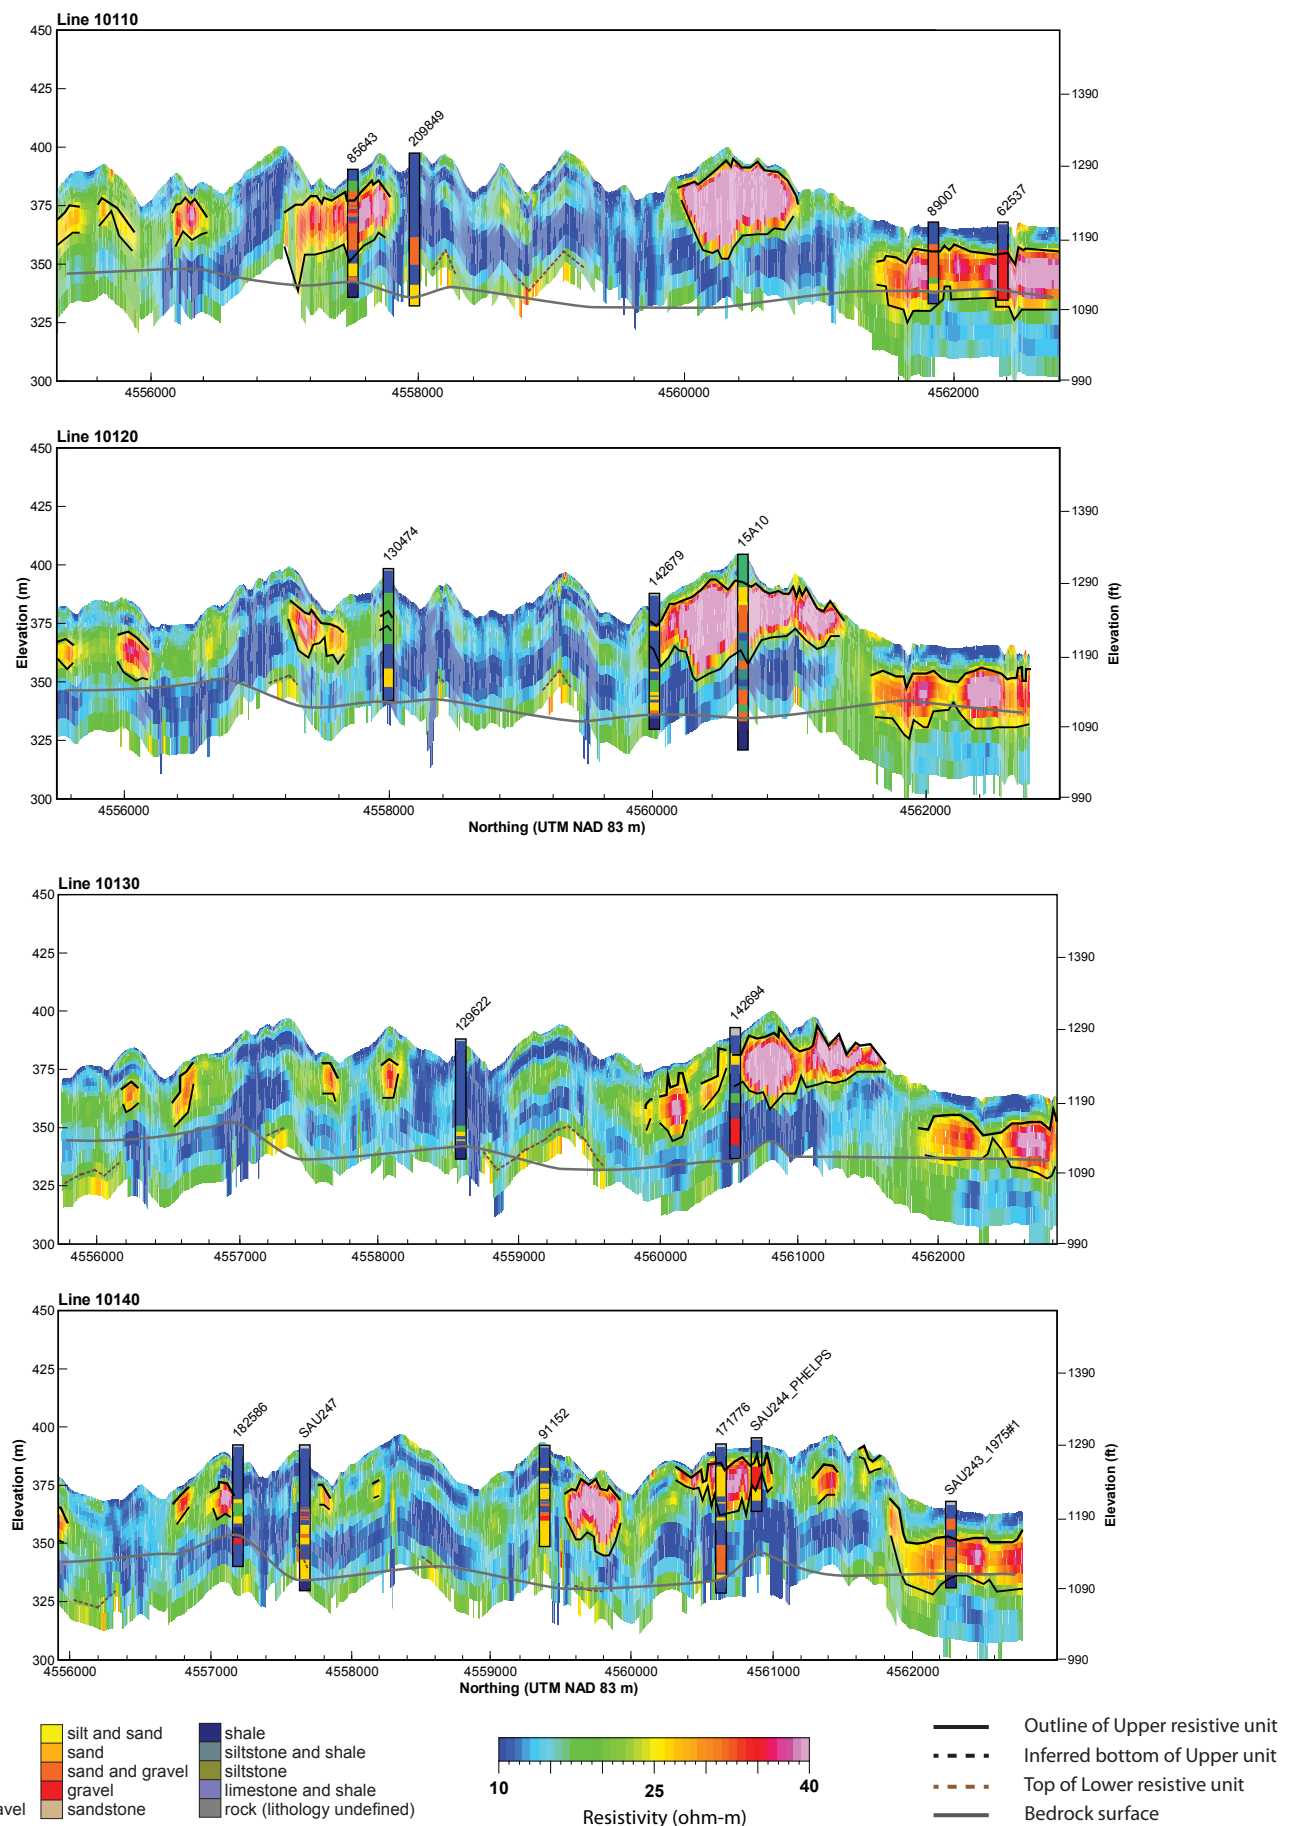 Line 10110
450
425
400
375
350
325
300
1390
1290
1190
1090
990
85643
209849
89007
62537
4556000 4558000 4560000 4562000
Line 10120
450
425
400
375
350
325
300
Elevation (m)
1390
1290
1190
1090
990
Elevation (ft)
130474
142679
15A10
4556000 4558000 4560000 4562000
Northing (UTM NAD 83 m)
Line 10130
450
425
400
375
350
325
300
1390
1290
1190
1090
990
129622
142694
4556000 4557000 4558000 4559000 4560000 4561000 4562000
Line 10140
450
425
400
375
350
325
300
Elevation (m)
1390
1290
1190
1090
990
Elevation (ft)
182586
SAU247
91152
171776
SAU244_PHELPS
SAU243_1975#1
4556000 4557000 4558000 4559000 4560000 4561000 4562000
Northing (UTM NAD 83 m)
silt and sand
sand
sand and gravel
gravel
sandstone
avel
shale
siltstone and shale
siltstone
limestone and shale
rock (lithology undefined)
10 25 40
Resistivity (ohm-m)
Outline of Upper resistive unit
Inferred bottom of Upper unit
Top of Lower resistive unit
Bedrock surface